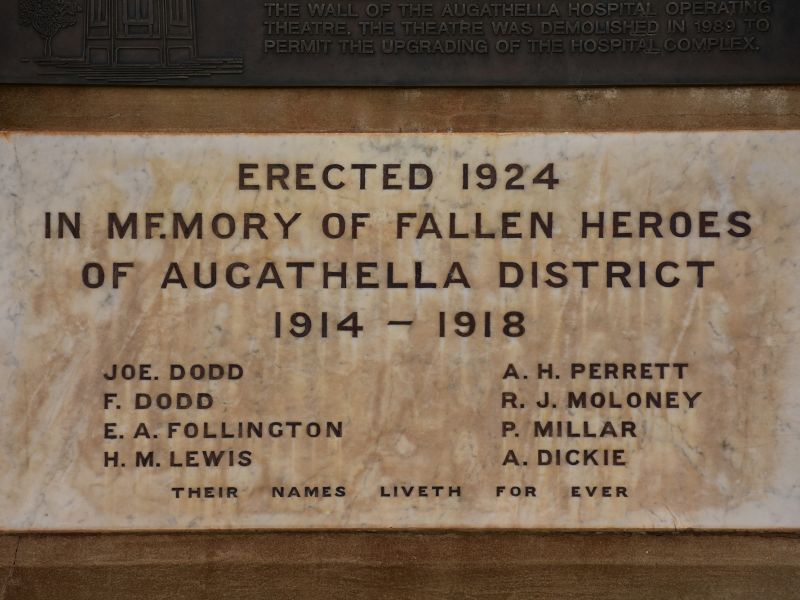 THE WALL OF THE AUGATHELLA HOSPITAL OPERATING
THEATRE. THE THEATRE WAS DEMOLISHED IN 1989 TO
PERMIT THE UPGRADING OF THE HOSPITAL COMPLEX.
ERECTED 1924
IN MEMORY OF FALLEN HEROES
OF AUGATHELLA DISTRICT
1914 – 1918
JOE. DODD
F. DODD
E. A. FOLLINGTON
H. M. LEWIS
A. H. PERRETT
R. J. MOLONEY
P. MILLAR
A. DICKIE
THEIR NAMES LIVETH FOR EVER